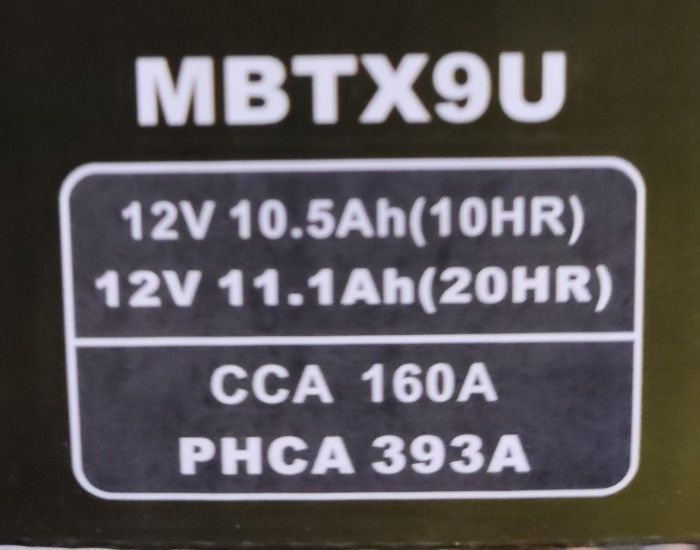 MBTX9U
12V 10.5Ah(10HR)
12V 11.1Ah(20HR)
CCA 160A
PHCA 393A